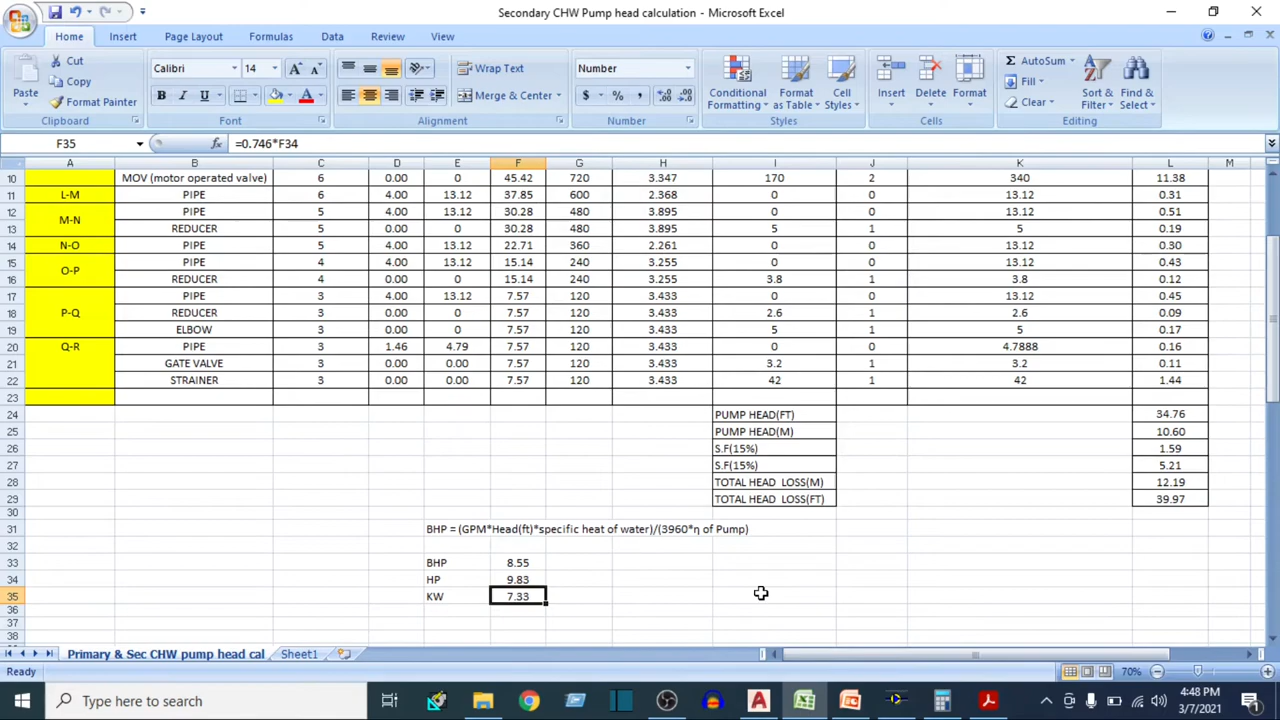 Secondary CHW Pump head calculation - Microsoft Excel
Home Insert Page Layout Formulas Data Review View
Paste Cut Copy Format Painter Clipboard
Calibri 14 Font
Wrap Text Merge & Center Alignment
Number $ % , Number
Conditional Formatting Format as Table Cell Styles Styles
Insert Delete Format Cells
AutoSum Fill Clear Sort & Filter Find & Select Editing
F35 fx =0.746*F34
A B C D E F G H I J K L M
10 MOV (motor operated valve) 6 0.00 0 45.42 720 3.347 170 2 340 11.38
11 L-M PIPE 6 4.00 13.12 37.85 600 2.368 0 0 13.12 0.31
12 M-N PIPE 5 4.00 13.12 30.28 480 3.895 0 0 13.12 0.51
13 REDUCER 5 0.00 0 30.28 480 3.895 5 1 5 0.19
14 N-O PIPE 5 4.00 13.12 22.71 360 2.261 0 0 13.12 0.30
15 O-P PIPE 4 4.00 13.12 15.14 240 3.255 0 0 13.12 0.43
16 REDUCER 4 0.00 0 15.14 240 3.255 3.8 1 3.8 0.12
17 PIPE 3 4.00 13.12 7.57 120 3.433 0 0 13.12 0.45
18 P-Q REDUCER 3 0.00 0 7.57 120 3.433 2.6 1 2.6 0.09
19 ELBOW 3 0.00 0 7.57 120 3.433 5 1 5 0.17
20 Q-R PIPE 3 1.46 4.79 7.57 120 3.433 0 0 4.7888 0.16
21 GATE VALVE 3 0.00 0.00 7.57 120 3.433 3.2 1 3.2 0.11
22 STRAINER 3 0.00 0.00 7.57 120 3.433 42 1 42 1.44
23
24 PUMP HEAD(FT) 34.76
25 PUMP HEAD(M) 10.60
26 S.F(15%) 1.59
27 S.F(15%) 5.21
28 TOTAL HEAD LOSS(M) 12.19
29 TOTAL HEAD LOSS(FT) 39.97
30
31 BHP = (GPM*Head(ft)*specific heat of water)/(3960*η of Pump)
32
33 BHP 8.55
34 HP 9.83
35 KW 7.33
36
37
38
Primary & Sec CHW pump head cal Sheet1
Ready 70%
Type here to search 4:48 PM
3/7/2021